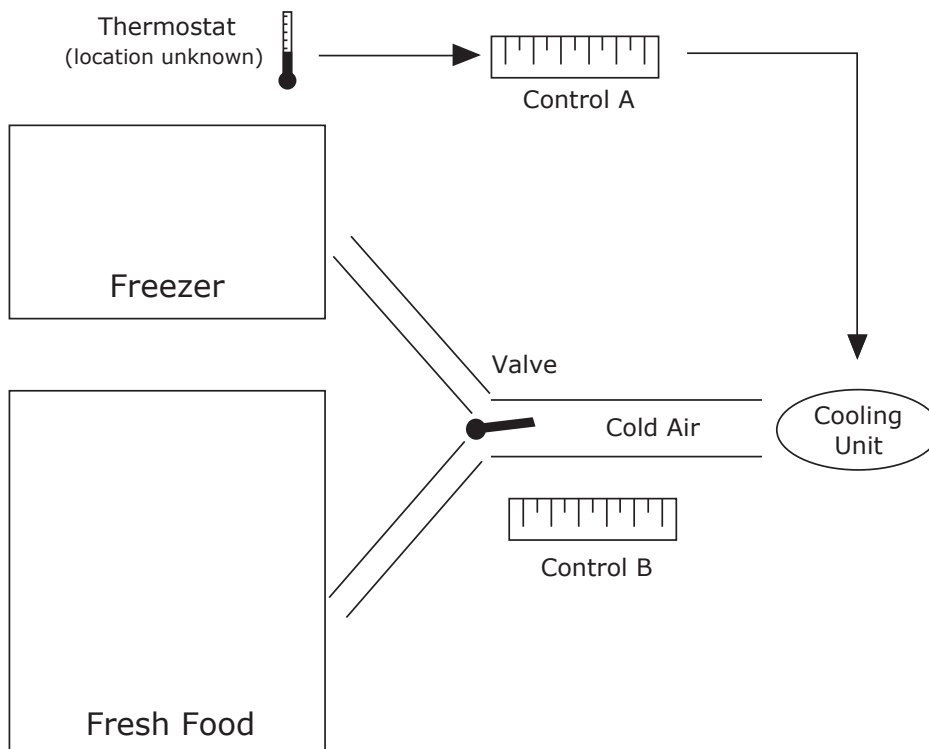 Thermostat
(location unknown)
Control A
Freezer
Valve
Cold Air
Cooling
Unit
Control B
Fresh Food